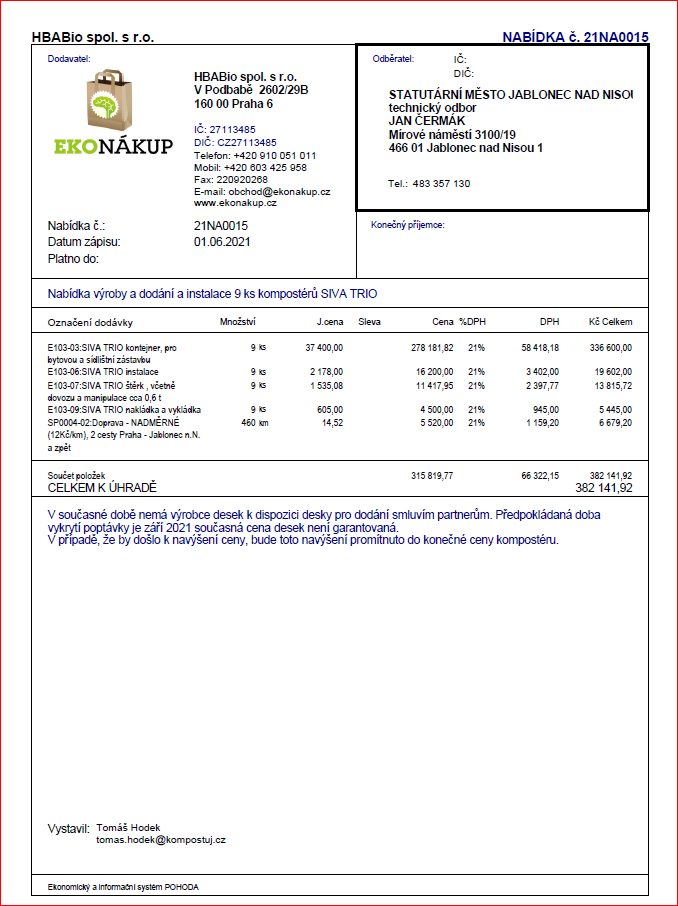 HBABio spol. s r.o.
NABÍDKA č. 21NA0015
Dodavatel:
EKONÁKUP
HBABio spol. s r.o.
V Podbabě 2602/29B
160 00 Praha 6
IČ: 27113485
DIČ: CZ27113485
Telefon: +420 910 051 011
Mobil: +420 603 425 958
Fax: 220920268
E-mail: obchod@ekonakup.cz
www.ekonakup.cz
Odběratel:
IČ:
DIČ:
STATUTÁRNÍ MĚSTO JABLONEC NAD NISOU
technický odbor
JAN ČERMÁK
Mírové náměstí 3100/19
466 01 Jablonec nad Nisou 1
Tel.: 483 357 130
Nabídka č.: 21NA0015
Datum zápisu: 01.06.2021
Platno do:
Konečný příjemce:
Nabídka výroby a dodání a instalace 9 ks kompostérů SIVA TRIO
Označení dodávky Množství J.cena Sleva Cena %DPH DPH Kč Celkem
E103-03:SIVA TRIO kontejner, pro 9 ks 37 400,00 278 181,82 21% 58 418,18 336 600,00
bytovou a sídlištní zástavbu
E103-06:SIVA TRIO instalace 9 ks 2 178,00 16 200,00 21% 3 402,00 19 602,00
E103-07:SIVA TRIO štěrk , včetně 9 ks 1 535,08 11 417,95 21% 2 397,77 13 815,72
dovozu a manipulace cca 0,6 t
E103-09:SIVA TRIO nakládka a vykládka 9 ks 605,00 4 500,00 21% 945,00 5 445,00
SP0004-02:Doprava - NADMĚRNÉ 460 km 14,52 5 520,00 21% 1 159,20 6 679,20
(12Kč/km), 2 cesty Praha - Jablonec n.N.
a zpět
Součet položek 315 819,77 66 322,15 382 141,92
CELKEM K ÚHRADĚ 382 141,92
V současné době nemá výrobce desek k dispozici desky pro dodání smluvím partnerům. Předpokládaná doba
vykrytí poptávky je září 2021 současná cena desek není garantovaná.
V případě, že by došlo k navýšení ceny, bude toto navýšení promítnuto do konečné ceny kompostéru.
Vystavil: Tomáš Hodek
tomas.hodek@kompostuj.cz
Ekonomický a informační systém POHODA